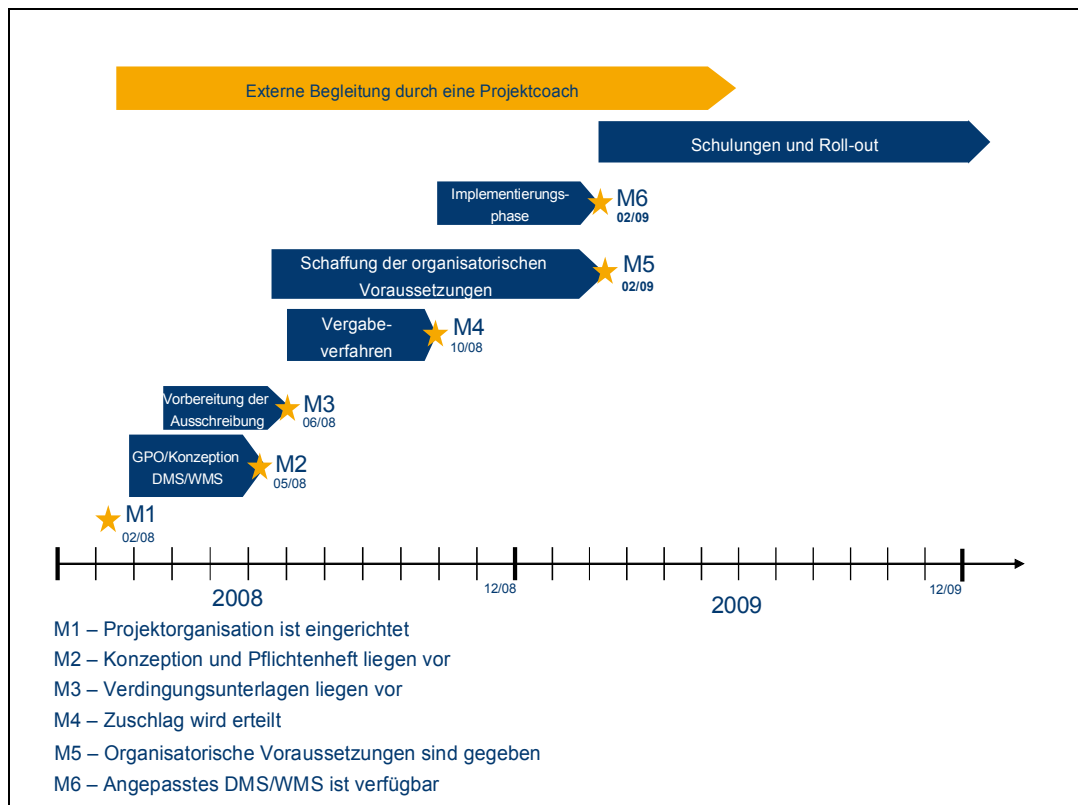 Externe Begleitung durch eine Projektcoach
Schulungen und Roll-out
Implementierungs-
phase
M6
02/09
Schaffung der organisatorischen
Voraussetzungen
M5
02/09
Vergabe-
verfahren
M4
10/08
Vorbereitung der
Ausschreibung
M3
06/08
GPO/Konzeption
DMS/WMS
M2
05/08
M1
02/08
12/08
12/09
2008
2009
M1 – Projektorganisation ist eingerichtet
M2 – Konzeption und Pflichtenheft liegen vor
M3 – Verdingungsunterlagen liegen vor
M4 – Zuschlag wird erteilt
M5 – Organisatorische Voraussetzungen sind gegeben
M6 – Angepasstes DMS/WMS ist verfügbar